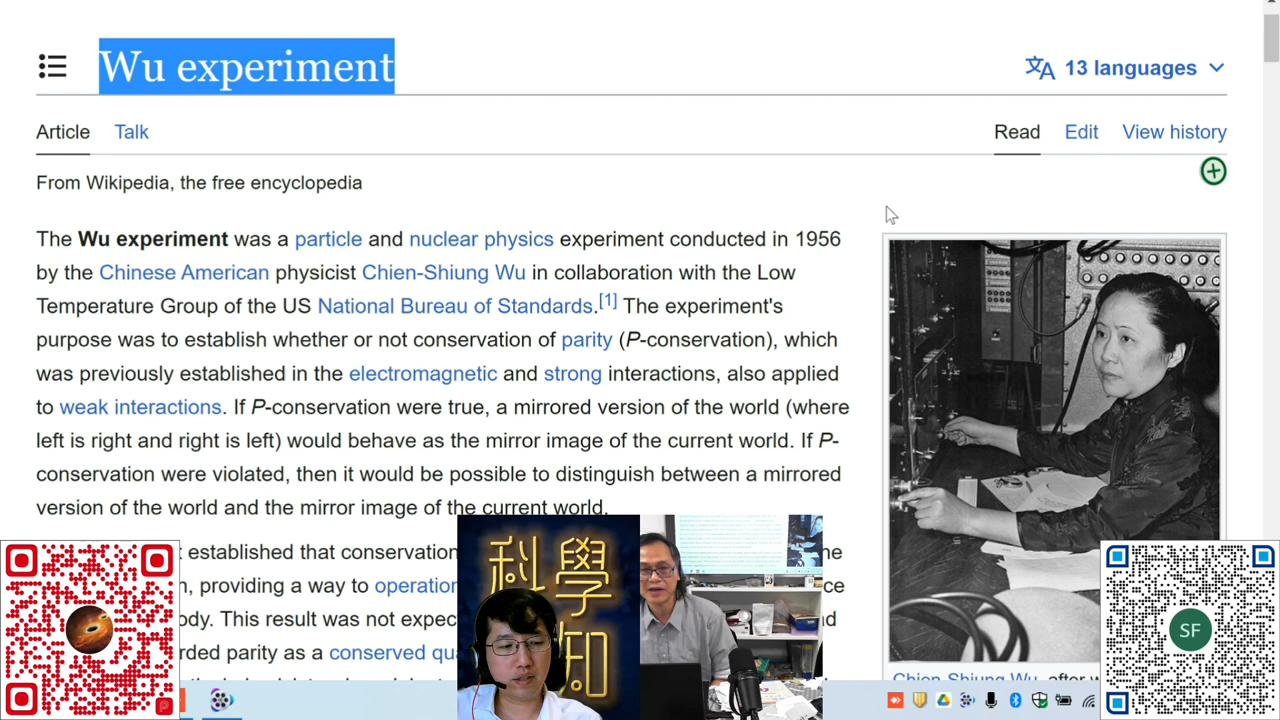 Wu experiment
13 languages
Article Talk
Read Edit View history
From Wikipedia, the free encyclopedia
The Wu experiment was a particle and nuclear physics experiment conducted in 1956
by the Chinese American physicist Chien-Shiung Wu in collaboration with the Low
Temperature Group of the US National Bureau of Standards.[1] The experiment's
purpose was to establish whether or not conservation of parity (P-conservation), which
was previously established in the electromagnetic and strong interactions, also applied
to weak interactions. If P-conservation were true, a mirrored version of the world (where
left is right and right is left) would behave as the mirror image of the current world. If P-
conservation were violated, then it would be possible to distinguish between a mirrored
version of the world and the mirror image of the current world.
established that conservation
providing a way to
This result was not
parity as a conserved
Chien-Shiung Wu, after
科學
知
SF